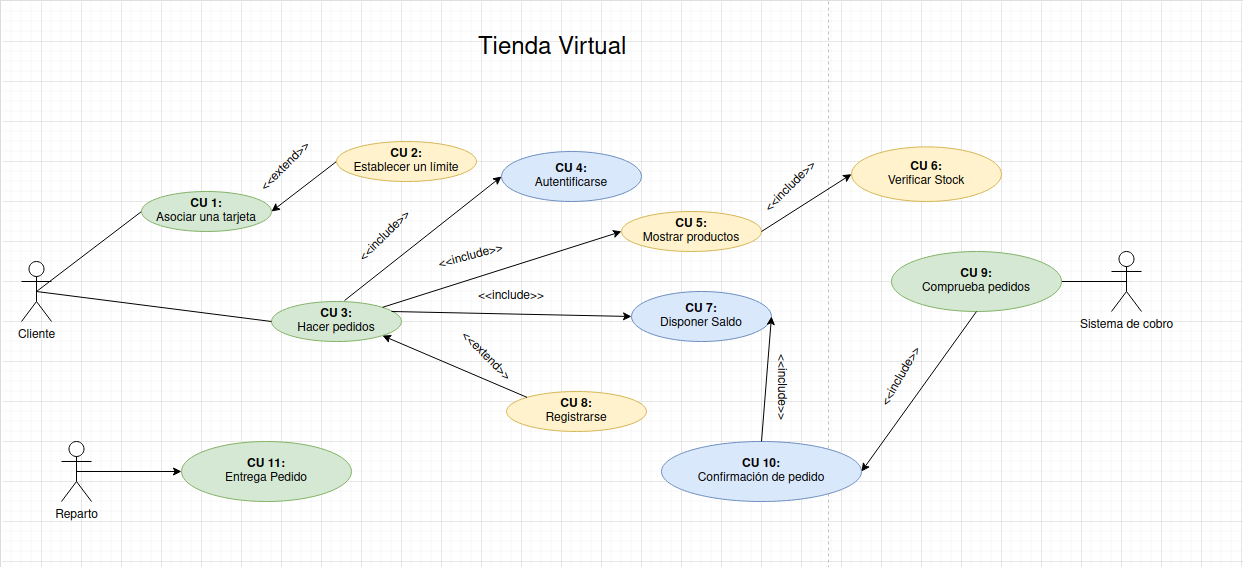 Tienda Virtual
CU 2:
Establecer un límite
<<extend>>
CU 4:
Autentificarse
CU 6:
Verificar Stock
<<include>>
CU 1:
Asociar una tarjeta
<<include>>
CU 5:
Mostrar productos
<<include>>
CU 9:
Comprueba pedidos
Cliente
<<include>>
CU 3:
Hacer pedidos
CU 7:
Disponer Saldo
Sistema de cobro
<<extend>>
<<include>>
<<include>>
CU 8:
Registrarse
CU 11:
Entrega Pedido
CU 10:
Confirmación de pedido
Reparto